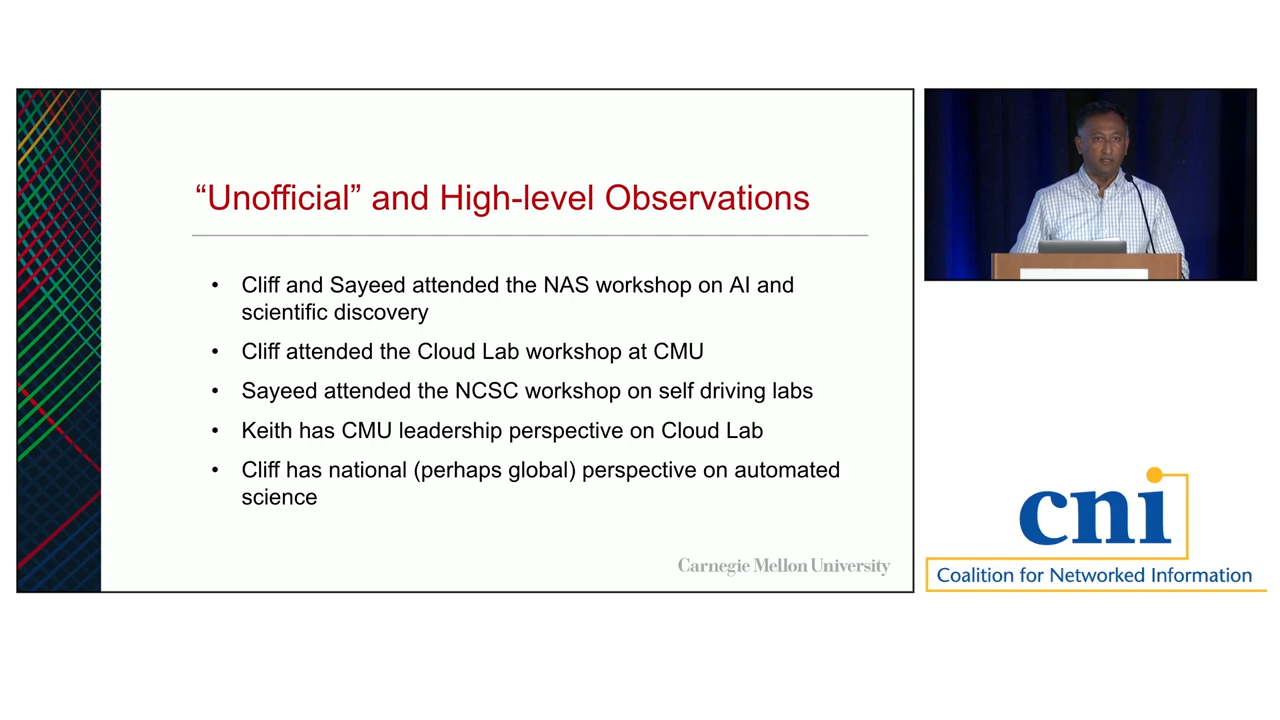 “Unofficial” and High-level Observations
• Cliff and Sayeed attended the NAS workshop on AI and
scientific discovery
• Cliff attended the Cloud Lab workshop at CMU
• Sayeed attended the NCSC workshop on self driving labs
• Keith has CMU leadership perspective on Cloud Lab
• Cliff has national (perhaps global) perspective on automated
science
Carnegie Mellon University
cni
Coalition for Networked Information